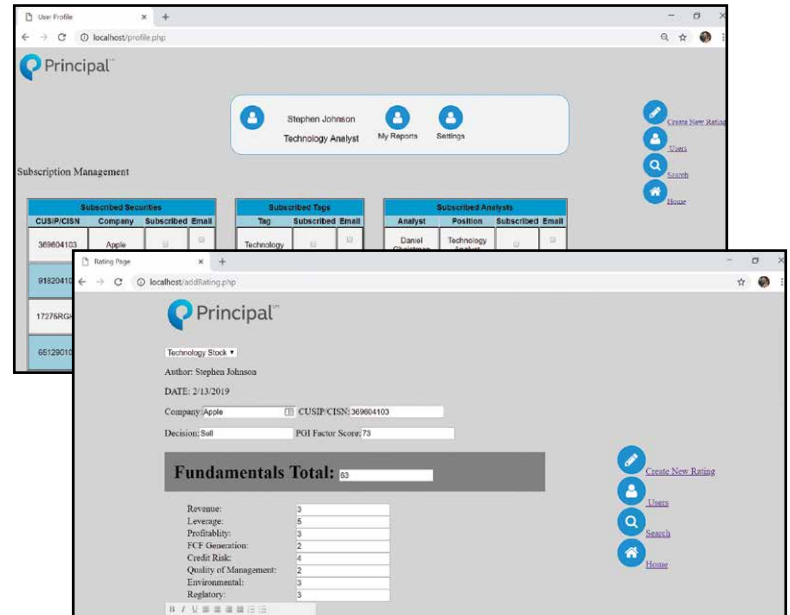 User Profile
localhost/profile.php
Principal
Stephen Johnson
Technology Analyst
My Reports
Settings
Create New Rating
Users
Search
Home
Subscription Management
Subscribed Securities
CUSIP/CISN Company Subscribed Email
369604103 Apple
Subscribed Tags
Tag Subscribed Email
Technology
Subscribed Analysts
Analyst Position Subscribed Email
Daniel Technology
Rating Page
localhost/addRating.php
Principal
Technology Stock
Author: Stephen Johnson
DATE: 2/13/2019
Company: Apple CUSIP/CISN: 369604103
Decision: Sell PGI Factor Score: 73
Fundamentals Total: 63
Revenue: 3
Leverage: 5
Profitablity: 3
FCF Generation: 2
Credit Risk: 4
Quality of Management: 2
Environmental: 3
Reglatory: 3
B I U
Create New Rating
Users
Search
Home